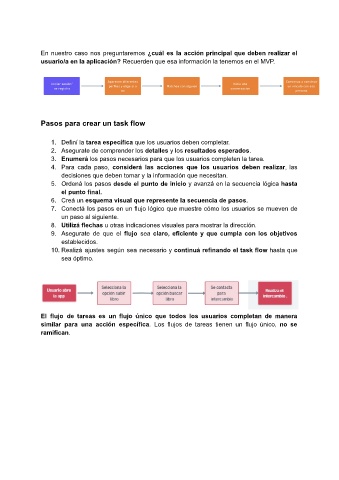 En nuestro caso nos preguntaremos ¿cuál es la acción principal que deben realizar el
usuario/a en la aplicación? Recuerden que esa información la tenemos en el MVP.
Pasos para crear un task flow
1. Definí la tarea específica que los usuarios deben completar.
2. Asegurate de comprender los detalles y los resultados esperados.
3. Enumerá los pasos necesarios para que los usuarios completen la tarea.
4. Para cada paso, considerá las acciones que los usuarios deben realizar, las
decisiones que deben tomar y la información que necesitan.
5. Ordená los pasos desde el punto de inicio y avanzá en la secuencia lógica hasta
el punto final.
6. Creá un esquema visual que represente la secuencia de pasos.
7. Conectá los pasos en un flujo lógico que muestre cómo los usuarios se mueven de
un paso al siguiente.
8. Utilizá flechas u otras indicaciones visuales para mostrar la dirección.
9. Asegurate de que el flujo sea claro, eficiente y que cumpla con los objetivos
establecidos.
10. Realizá ajustes según sea necesario y continuá refinando el task flow hasta que
sea óptimo.
Usuario abre
la app
Selecciona la
opción subir
libro
Selecciona la
opción buscar
libro
Se contacta
para
intercambio
Realiza el
intercambio
El flujo de tareas es un flujo único que todos los usuarios completan de manera
similar para una acción específica. Los flujos de tareas tienen un flujo único, no se
ramifican.